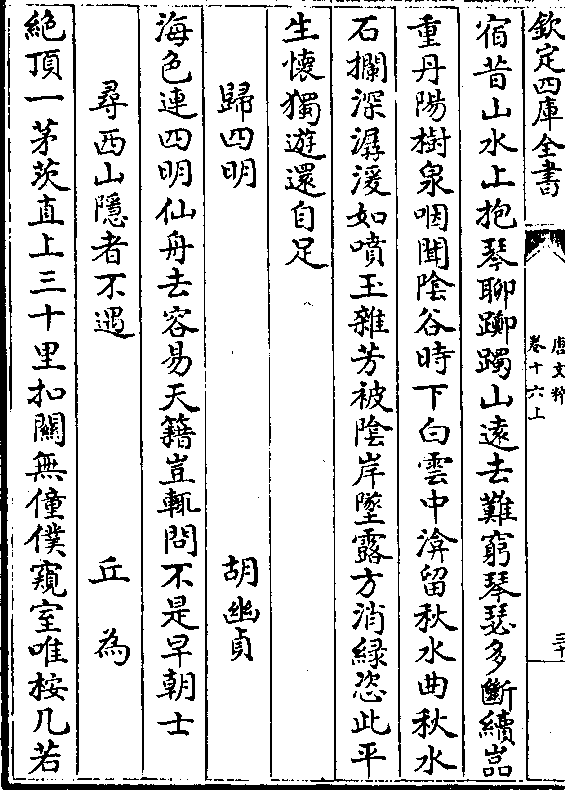 欽定四庫全書
唐文粹
卷十六上
三十
宿昔山水上抱琴聊躑躅山遠去難窮琴瑟多斷續嵓
重丹陽樹泉咽聞陰谷時下白雲中淹留秋水曲秋水
石攔深潺湲如噴玉雜芳被陰岸墜露方消緑恣此平
生懷獨遊還自足
歸四明 胡幽貞
海色連四明仙舟去容易天籍豈輒問不是早朝士
尋西山隱者不遇 丘為
絶頂一茅茨直上三十里扣關無僮僕窺室唯桉几若